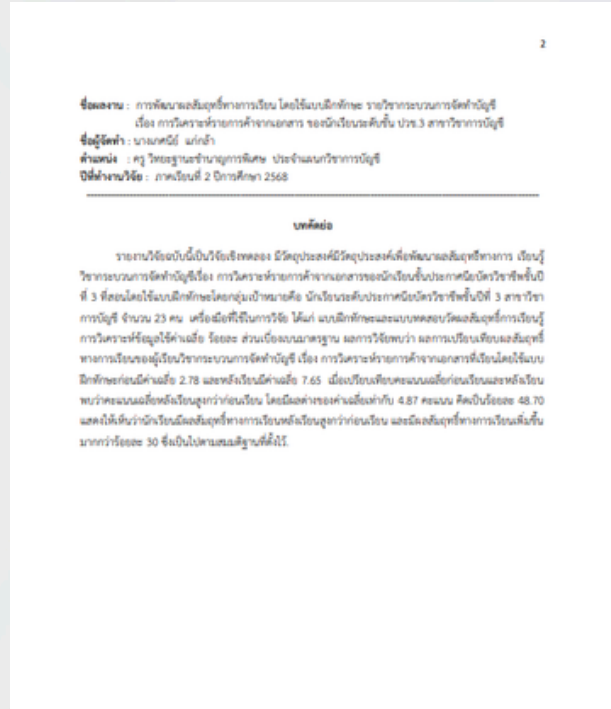 2
ชื่อผลงาน : การพัฒนาผลสัมฤทธิ์ทางการเรียน โดยใช้แบบฝึกทักษะ รายวิชากระบวนการจัดทำบัญชี
เรื่อง การวิเคราะห์รายการค้าจากเอกสาร ของนักเรียนระดับชั้น ปวช.3 สาขาวิชาการบัญชี
ชื่อผู้จัดทำ : นางเกศนีย์ แก่กล้า
ตำแหน่ง : ครู วิทยฐานะชำนาญการพิเศษ ประจำแผนกวิชาการบัญชี
ปีที่ทำงานวิจัย : ภาคเรียนที่ 2 ปีการศึกษา 2568
บทคัดย่อ
รายงานวิจัยฉบับนี้เป็นวิจัยเชิงทดลอง มีวัตถุประสงค์มีวัตถุประสงค์เพื่อพัฒนาผลสัมฤทธิ์ทางการ เรียนรู้
วิชากระบวนการจัดทำบัญชีเรื่อง การวิเคราะห์รายการค้าจากเอกสารของนักเรียนชั้นประกาศนียบัตรวิชาชีพชั้นปี
ที่ 3 ที่สอนโดยใช้แบบฝึกทักษะโดยกลุ่มเป้าหมายคือ นักเรียนระดับประกาศนียบัตรวิชาชีพชั้นปีที่ 3 สาขาวิชา
การบัญชี จำนวน 23 คน เครื่องมือที่ใช้ในการวิจัย ได้แก่ แบบฝึกทักษะและแบบทดสอบวัดผลสัมฤทธิ์การเรียนรู้
การวิเคราะห์ข้อมูลใช้ค่าเฉลี่ย ร้อยละ ส่วนเบี่ยงเบนมาตรฐาน ผลการวิจัยพบว่า ผลการเปรียบเทียบผลสัมฤทธิ์
ทางการเรียนของผู้เรียนวิชากระบวนการจัดทำบัญชี เรื่อง การวิเคราะห์รายการค้าจากเอกสารที่เรียนโดยใช้แบบ
ฝึกทักษะก่อนมีค่าเฉลี่ย 2.78 และหลังเรียนมีค่าเฉลี่ย 7.65 เมื่อเปรียบเทียบคะแนนเฉลี่ยก่อนเรียนและหลังเรียน
พบว่าคะแนนเฉลี่ยหลังเรียนสูงกว่าก่อนเรียน โดยมีผลต่างของค่าเฉลี่ยเท่ากับ 4.87 คะแนน คิดเป็นร้อยละ 48.70
แสดงให้เห็นว่านักเรียนมีผลสัมฤทธิ์ทางการเรียนหลังเรียนสูงกว่าก่อนเรียน และมีผลสัมฤทธิ์ทางการเรียนเพิ่มขึ้น
มากกว่าร้อยละ 30 ซึ่งเป็นไปตามสมมติฐานที่ตั้งไว้.